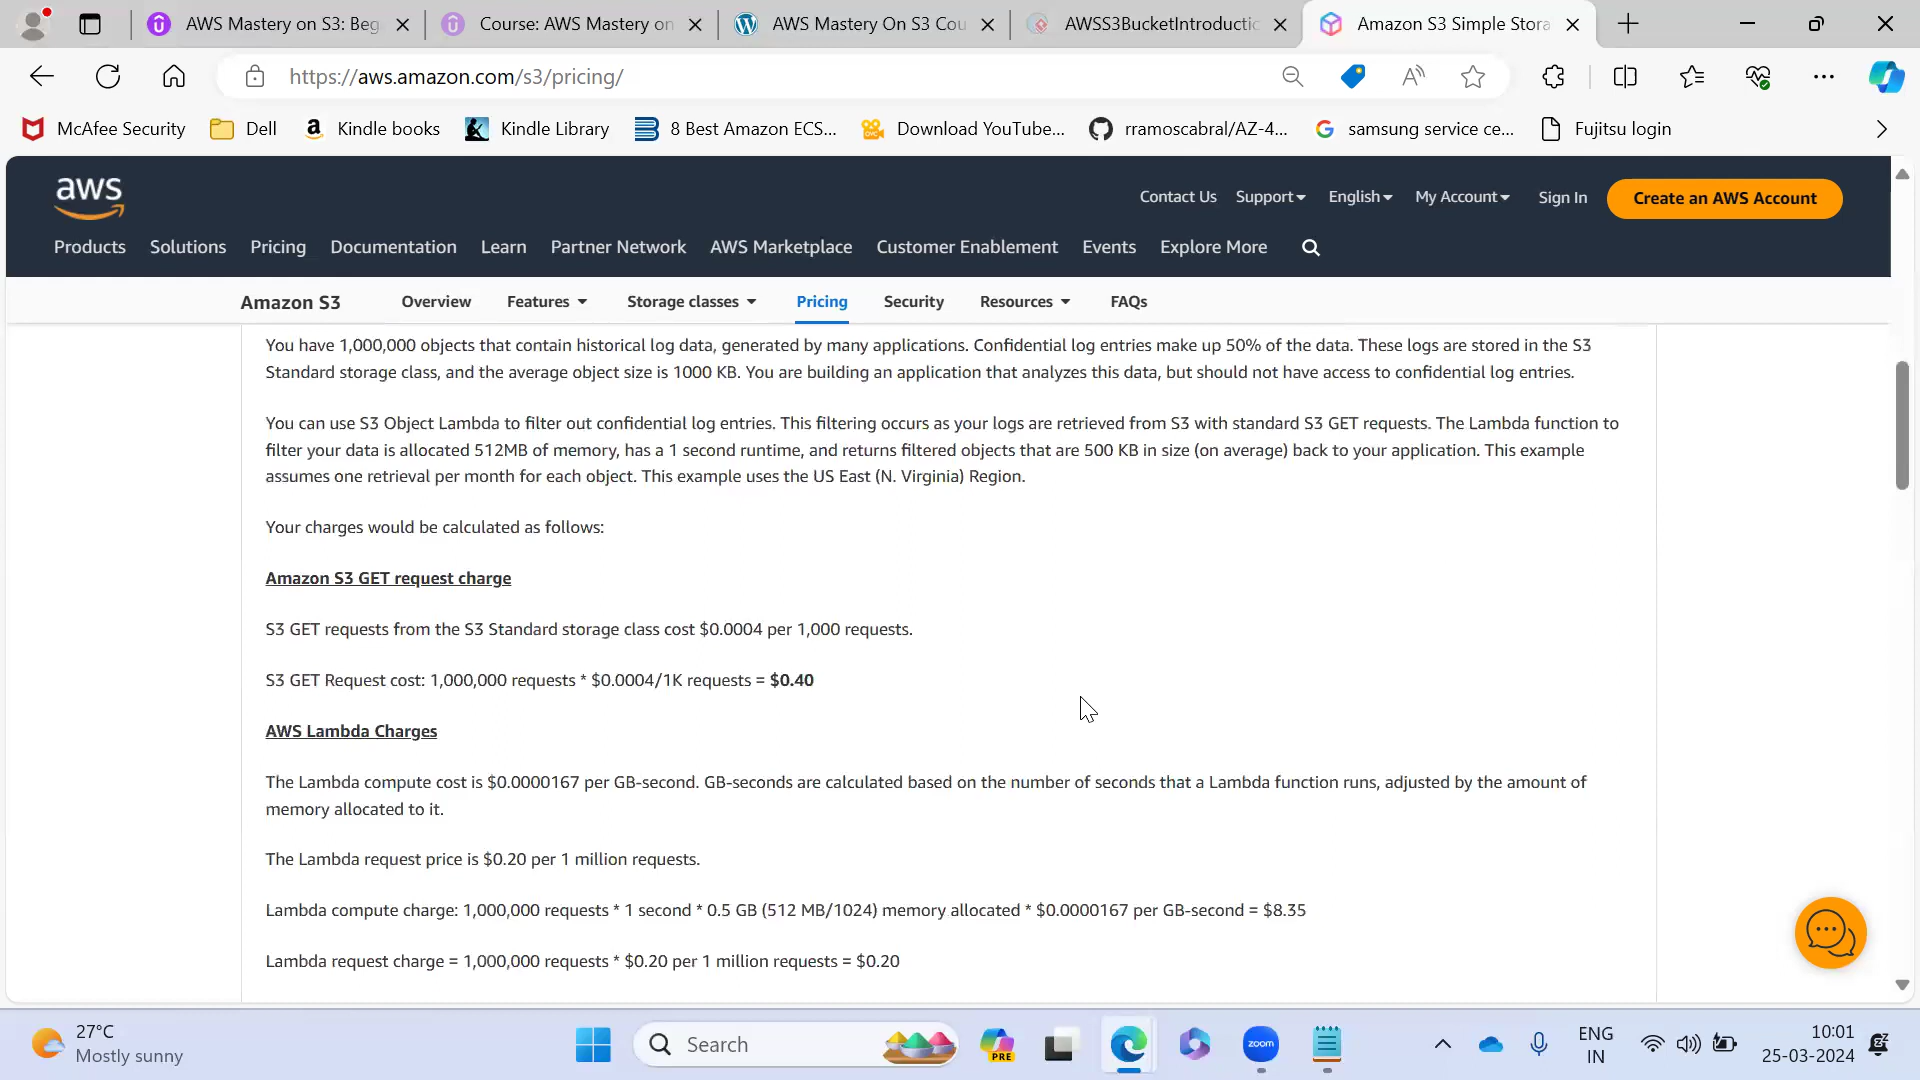 AWS Mastery on S3: Beg
Course: AWS Mastery on
AWS Mastery On S3 Cou
AWSS3BucketIntroductic
Amazon S3 Simple Stora
https://aws.amazon.com/s3/pricing/
McAfee Security
Dell
Kindle books
Kindle Library
8 Best Amazon ECS...
Download YouTube...
rramoscabral/AZ-4...
samsung service ce...
Fujitsu login
aws
Contact Us
Support
English
My Account
Sign In
Create an AWS Account
Products
Solutions
Pricing
Documentation
Learn
Partner Network
AWS Marketplace
Customer Enablement
Events
Explore More
Amazon S3
Overview
Features
Storage classes
Pricing
Security
Resources
FAQs
You have 1,000,000 objects that contain historical log data, generated by many applications. Confidential log entries make up 50% of the data. These logs are stored in the S3
Standard storage class, and the average object size is 1000 KB. You are building an application that analyzes this data, but should not have access to confidential log entries.
You can use S3 Object Lambda to filter out confidential log entries. This filtering occurs as your logs are retrieved from S3 with standard S3 GET requests. The Lambda function to
filter your data is allocated 512MB of memory, has a 1 second runtime, and returns filtered objects that are 500 KB in size (on average) back to your application. This example
assumes one retrieval per month for each object. This example uses the US East (N. Virginia) Region.
Your charges would be calculated as follows:
Amazon S3 GET request charge
S3 GET requests from the S3 Standard storage class cost $0.0004 per 1,000 requests.
S3 GET Request cost: 1,000,000 requests * $0.0004/1K requests = $0.40
AWS Lambda Charges
The Lambda compute cost is $0.0000167 per GB-second. GB-seconds are calculated based on the number of seconds that a Lambda function runs, adjusted by the amount of
memory allocated to it.
The Lambda request price is $0.20 per 1 million requests.
Lambda compute charge: 1,000,000 requests * 1 second * 0.5 GB (512 MB/1024) memory allocated * $0.0000167 per GB-second = $8.35
Lambda request charge = 1,000,000 requests * $0.20 per 1 million requests = $0.20
27°C
Mostly sunny
Search
PRE
zoom
ENG
IN
10:01
25-03-2024